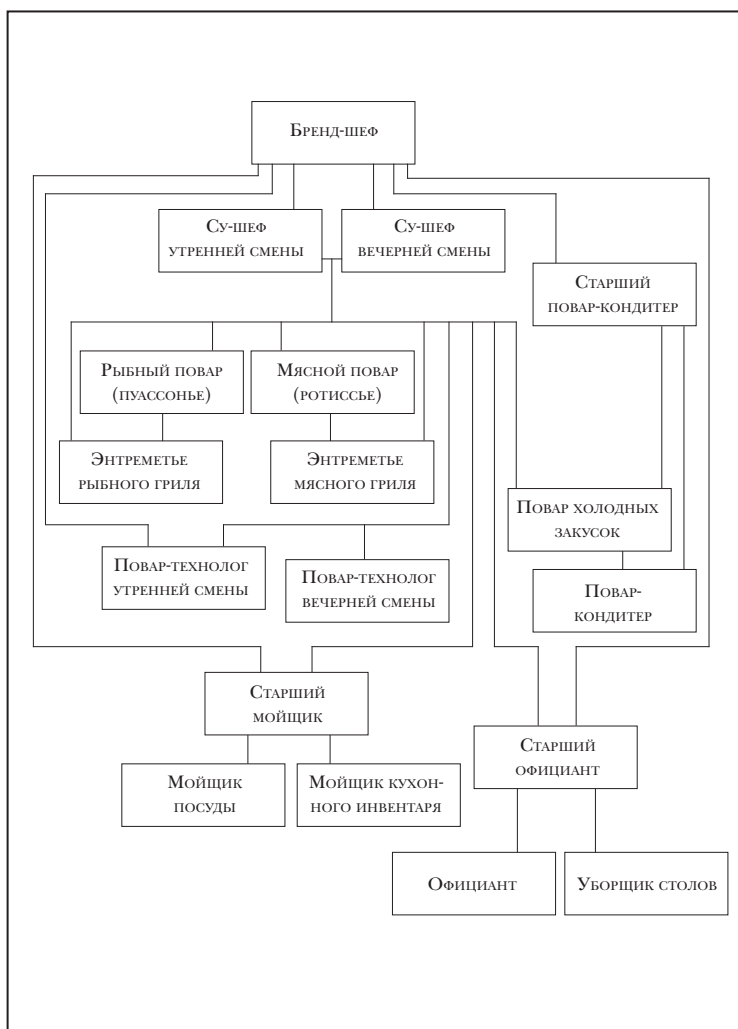 Бренд-шеф
Су-шеф
утренней смены
Су-шеф
вечерней смены
Старший
повар-кондитер
Рыбный повар
(пуассонье)
Мясной повар
(ротиссье)
Энтреметье
рыбного гриля
Энтреметье
мясного гриля
Повар холодных
закусок
Повар-технолог
утренней смены
Повар-технолог
вечерней смены
Повар-
кондитер
Старший
мойщик
Старший
официант
Мойщик
посуды
Мойщик кухон-
ного инвентаря
Официант
Уборщик столов